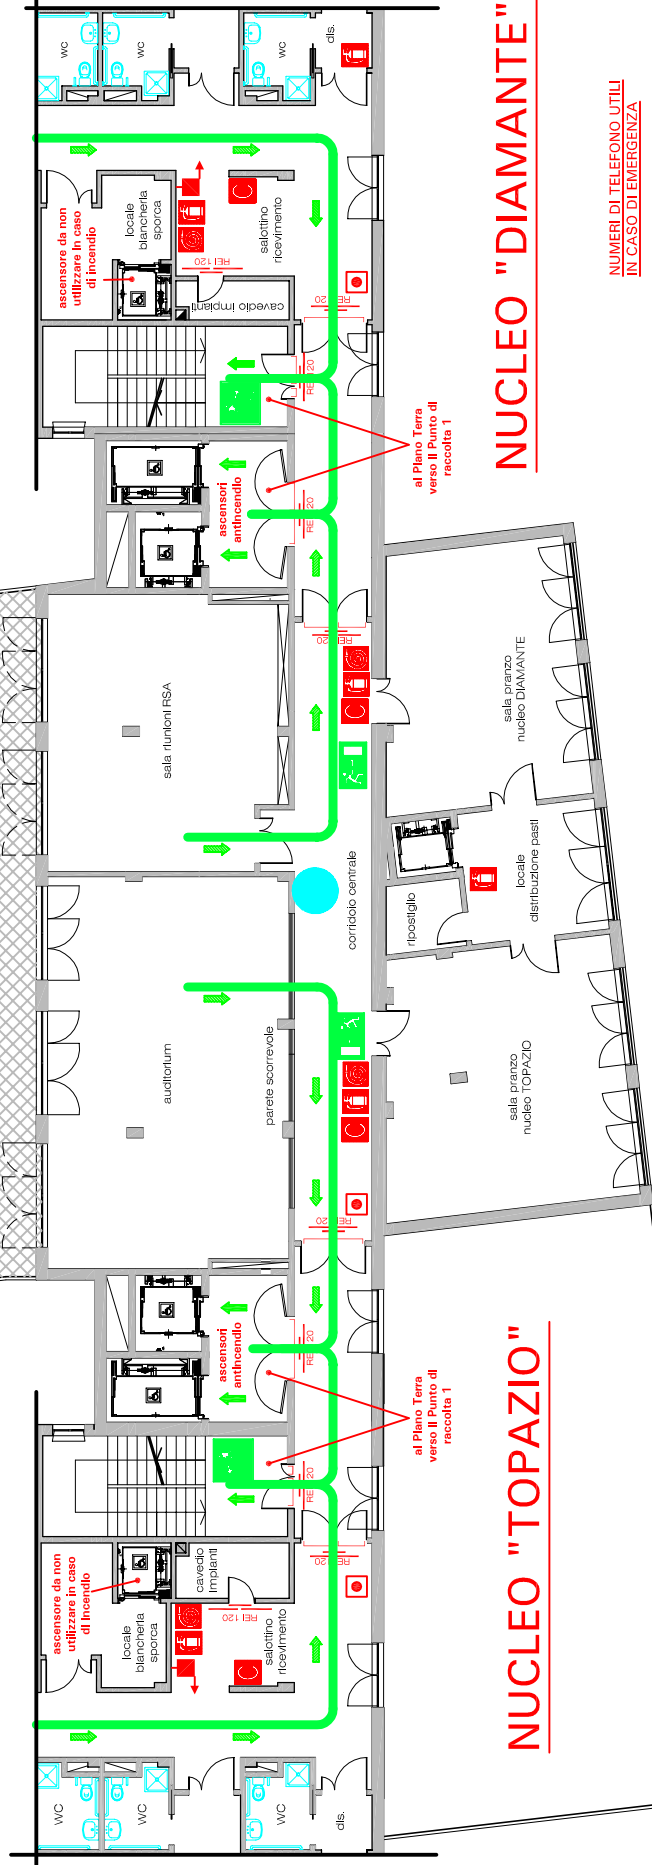 NUCLEO "DIAMANTE"
NUMERI DI TELEFONO UTILI
IN CASO DI EMERGENZA
wc
wc
wc
dis.
ascensore da non
utilizzare in caso
di incendio
locale
biancheria
sporca
C
salottino
ricevimento
REI 120
cavedio impianti
REI 120
REI 120
al Piano Terra
verso il Punto di
raccolta 1
ascensori
antincendio
REI 120
REI 120
sala riunioni RSA
C
sala pranzo
nucleo DIAMANTE
corridoio centrale
ripostiglio
locale
distribuzione pasti
auditorium
parete scorrevole
C
sala pranzo
nucleo TOPAZIO
REI 120
ascensori
antincendio
REI 120
al Piano Terra
verso il Punto di
raccolta 1
REI 120
REI 120
NUCLEO "TOPAZIO"
ascensore da non
utilizzare in caso
di incendio
cavedio
impianti
REI 120
locale
biancheria
sporca
C
salottino
ricevimento
WC
WC
WC
dis.